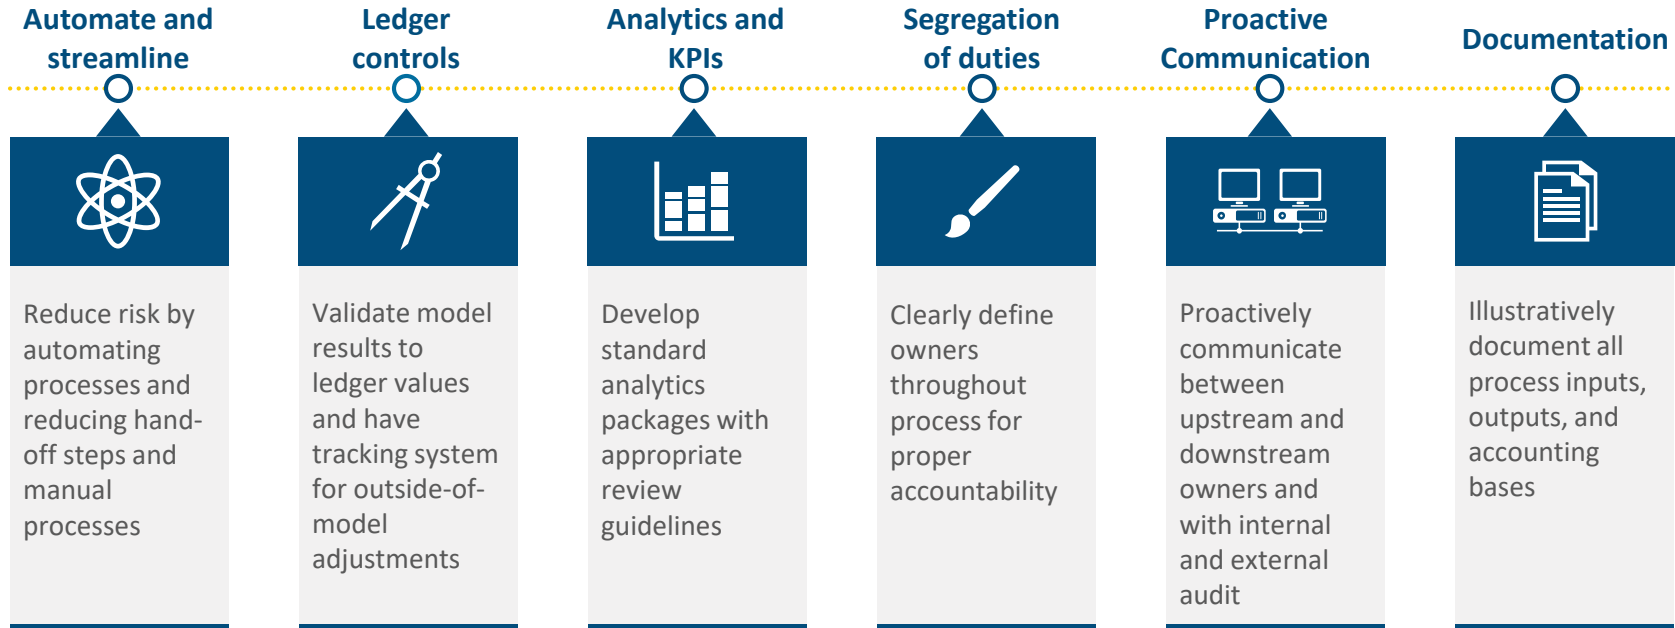 Automate and
streamline
Reduce risk by
automating
processes and
reducing hand-
off steps and
manual
processes
Ledger
controls
Validate model
results to
ledger values
and have
tracking system
for outside-of-
model
adjustments
Analytics and
KPIs
Develop
standard
analytics
packages with
appropriate
review
guidelines
Segregation
of duties
Clearly define
owners
throughout
process for
proper
accountability
Proactive
Communication
Proactively
communicate
between
upstream and
downstream
owners and
with internal
and external
audit
Documentation
Illustratively
document all
process inputs,
outputs, and
accounting
bases